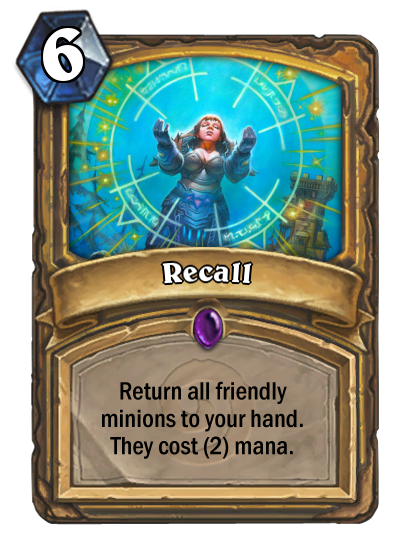 6
Recall
Return all friendly
minions to your hand.
They cost (2) mana.